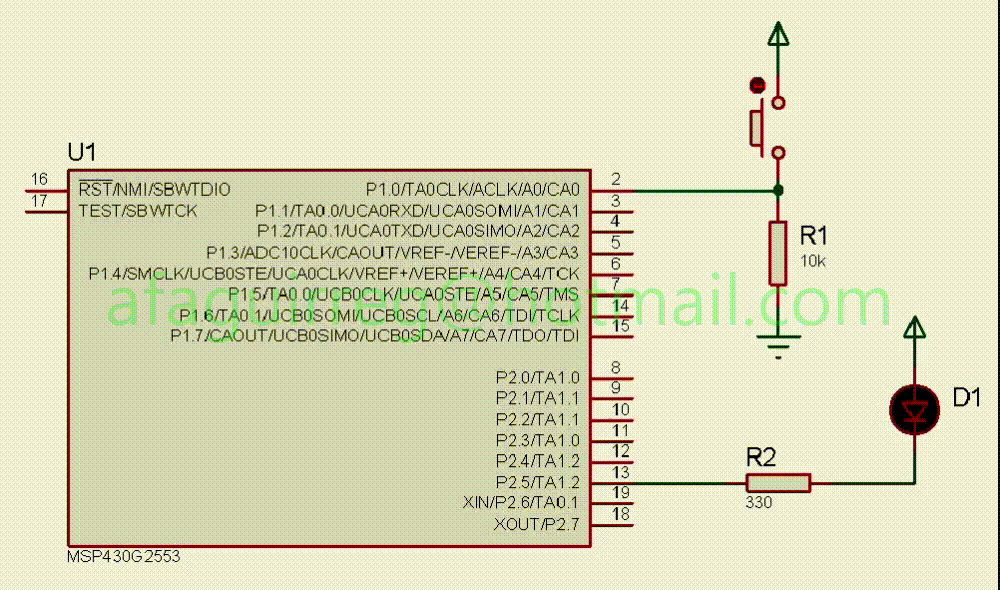 U1
16
RST/NMI/SBWTDIO
17
TEST/SBWTCK
P1.0/TA0CLK/ACLK/A0/CA0
2
P1.1/TA0.0/UCA0RXD/UCA0SOMI/A1/CA1
3
P1.2/TA0.1/UCA0TXD/UCA0SIMO/A2/CA2
4
P1.3/ADC10CLK/CAOUT/VREF-/VEREF-/A3/CA3
5
P1.4/SMCLK/UCB0STE/UCA0CLK/VREF+/VEREF+/A4/CA4/TCK
6
P1.5/TA0.0/UCB0CLK/UCA0STE/A5/CA5/TMS
7
P1.6/TA0.1/UCB0SOMI/UCB0SCL/A6/CA6/TDI/TCLK
14
P1.7/CAOUT/UCB0SIMO/UCB0SDA/A7/CA7/TDO/TDI
15
P2.0/TA1.0
8
P2.1/TA1.1
9
P2.2/TA1.1
10
P2.3/TA1.0
11
P2.4/TA1.2
12
P2.5/TA1.2
13
XIN/P2.6/TA0.1
19
XOUT/P2.7
18
MSP430G2553
R1
10k
D1
R2
330